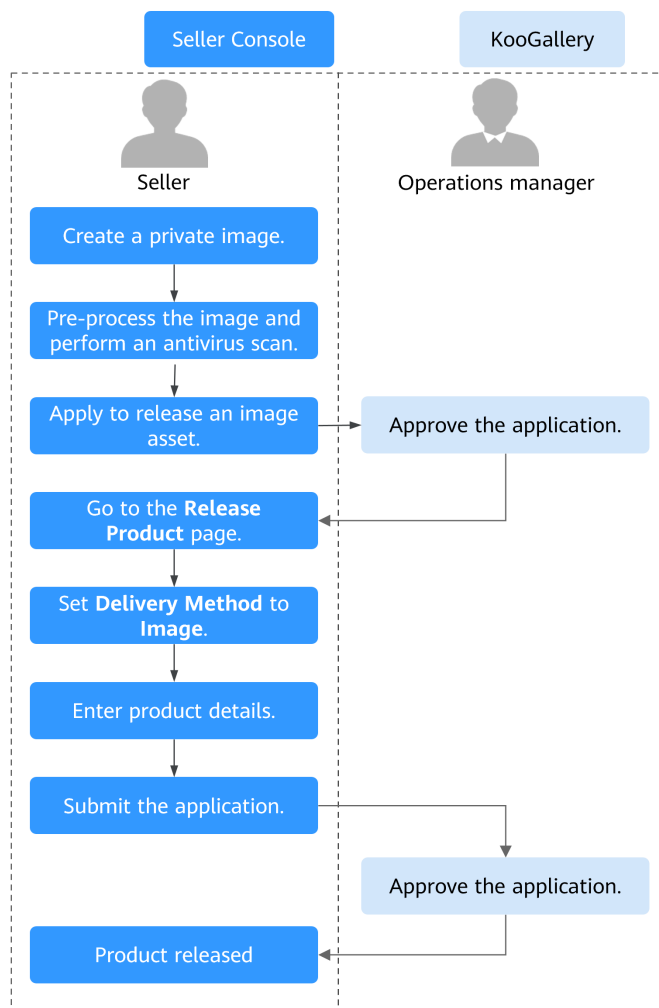 Seller Console
KooGallery
Seller
Operations manager
Create a private image.
Pre-process the image and
perform an antivirus scan.
Apply to release an image
asset.
Approve the application.
Go to the Release
Product page.
Set Delivery Method to
Image.
Enter product details.
Submit the application.
Approve the application.
Product released